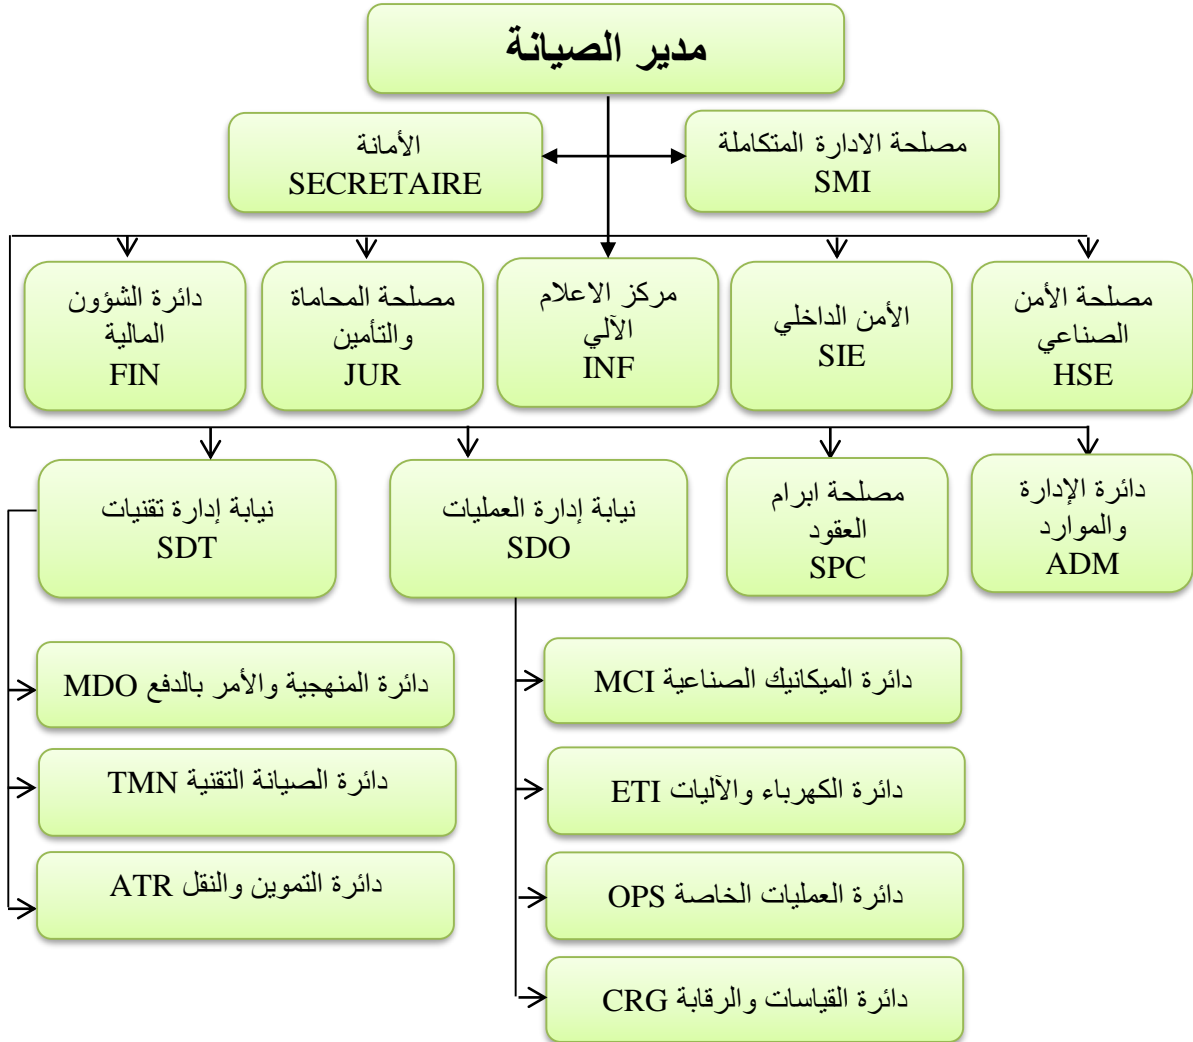 مدير الصيانة
مصلحة الادارة المتكاملة
SMI
الأمانة
SECRETAIRE
مصلحة الأمن
الصناعي
HSE
الأمن الداخلي
SIE
مركز الاعلام
الآلي
INF
مصلحة المحاماة
والتأمين
JUR
دائرة الشؤون
المالية
FIN
دائرة الإدارة
والموارد
ADM
مصلحة ابرام
العقود
SPC
نيابة إدارة العمليات
SDO
نيابة إدارة تقنيات
SDT
دائرة الميكانيك الصناعية MCI
دائرة الكهرباء والآليات ETI
دائرة العمليات الخاصة OPS
دائرة القياسات والرقابة CRG
دائرة المنهجية والأمر بالدفع MDO
دائرة الصيانة التقنية TMN
دائرة التموين والنقل ATR